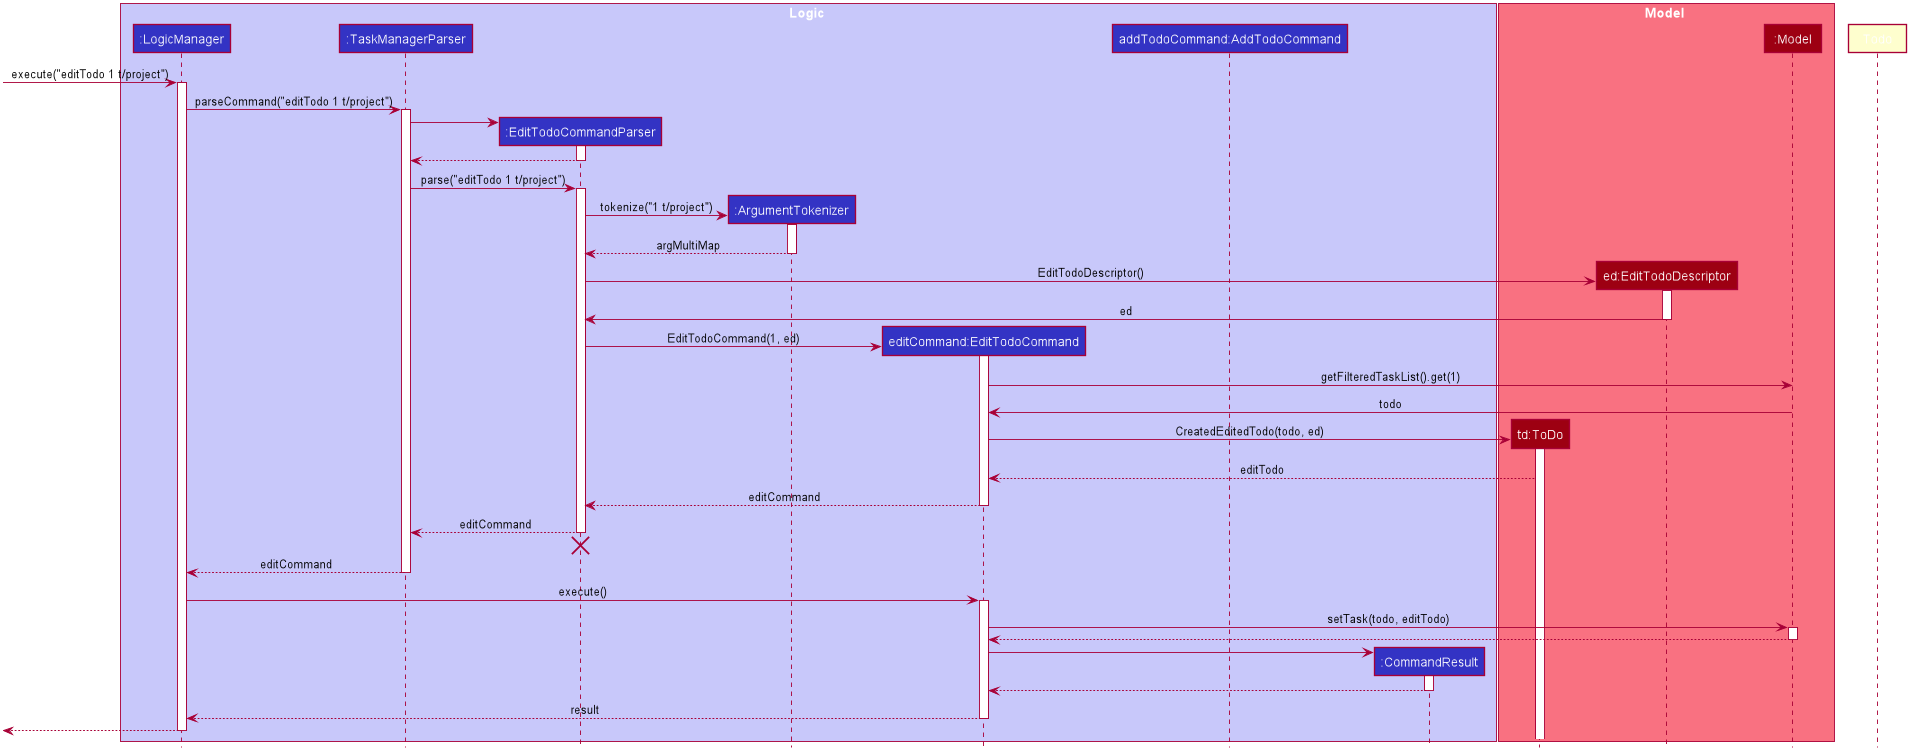 Logic
Model
:LogicManager
:TaskManagerParser
addTodoCommand:AddTodoCommand
:Model
execute("editTodo 1 t/project")
parseCommand("editTodo 1 t/project")
:EditTodoCommandParser
parse("editTodo 1 t/project")
tokenize("1 t/project")
:ArgumentTokenizer
argMultiMap
EditTodoDescriptor()
ed:EditTodoDescriptor
ed
EditTodoCommand(1, ed)
editCommand:EditTodoCommand
getFilteredTaskList().get(1)
todo
CreatedEditedTodo(todo, ed)
td:ToDo
editTodo
editCommand
editCommand
editCommand
execute()
setTask(todo, editTodo)
:CommandResult
result